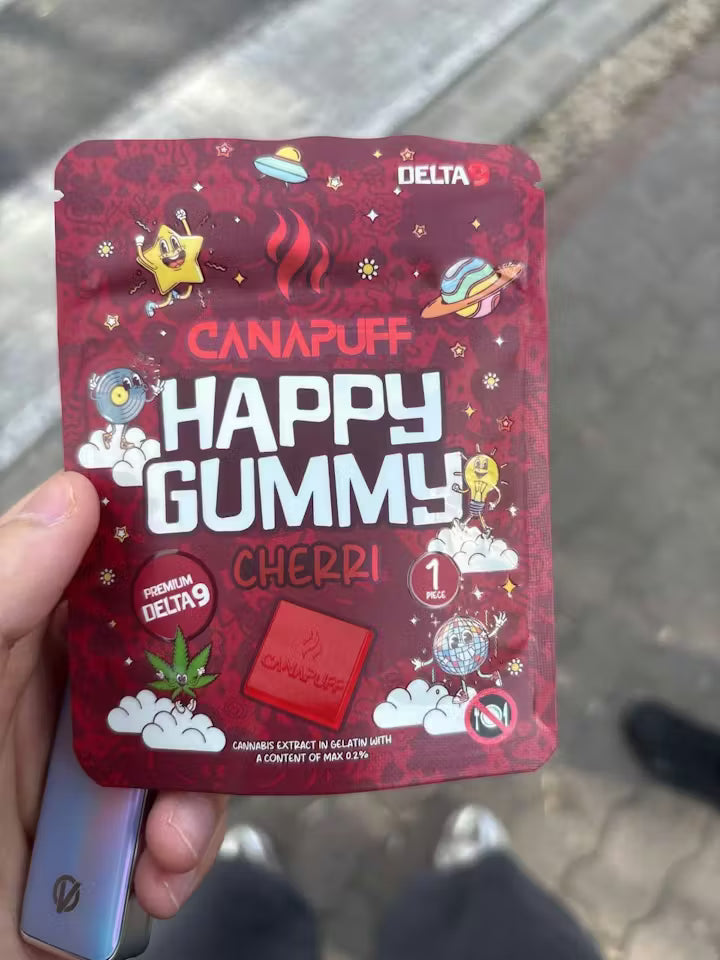 DELTA9
CANAPUFF
HAPPY
GUMMY
CHERRI
1
PIECE
PREMIUM
DELTA9
CANAPUFF
CANNABIS EXTRACT IN GELATIN WITH
A CONTENT OF MAX 0.2%